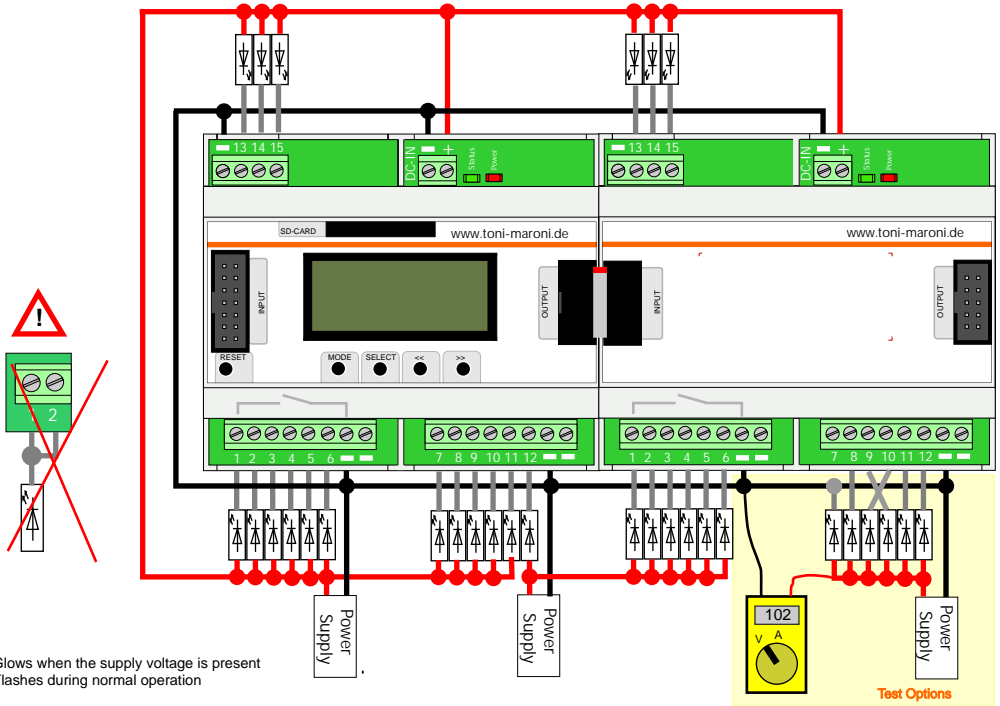 13 14 15
DC-IN
+
Status
Power
13 14 15
DC-IN
+
Status
Power
SD-CARD
www.toni-maroni.de
www.toni-maroni.de
INPUT
OUTPUT
INPUT
OUTPUT
RESET
MODE
SELECT
<<
>>
!
1 2
1 2 3 4 5 6
7 8 9 10 11 12
1 2 3 4 5 6
7 8 9 10 11 12
102
V A
Power
Supply
Power
Supply
Power
Supply
Glows when the supply voltage is present
Flashes during normal operation
Test Options